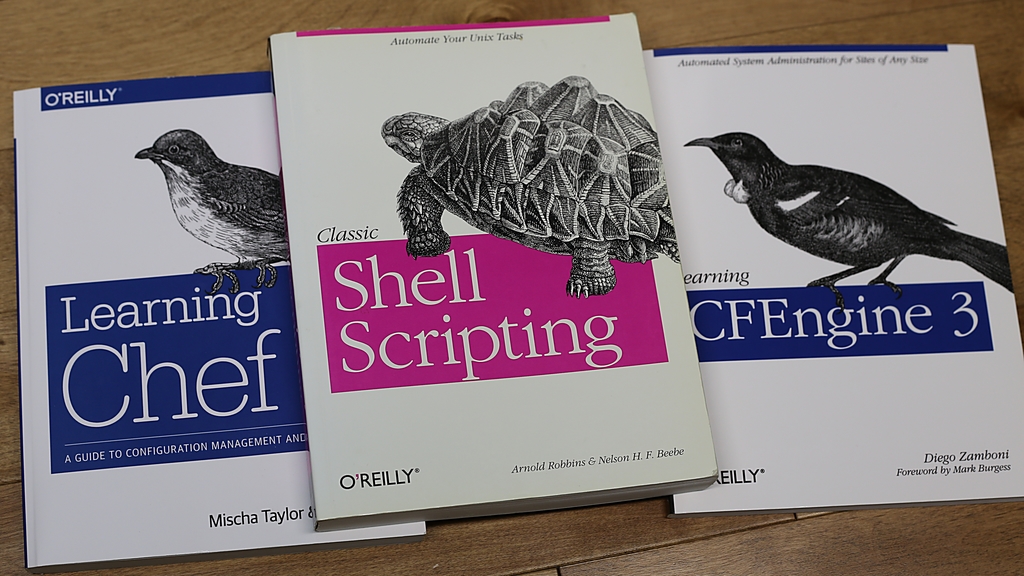 O'REILLY®
Learning
Chef
A GUIDE TO CONFIGURATION MANAGEMENT AND
Mischa Taylor &
Automate Your Unix Tasks
Classic
Shell
Scripting
O'REILLY®
Arnold Robbins & Nelson H. F. Beebe
Automated System Administration for Sites of Any Size
earning
CFEngine 3
Diego Zamboni
Foreword by Mark Burgess
REILLY®